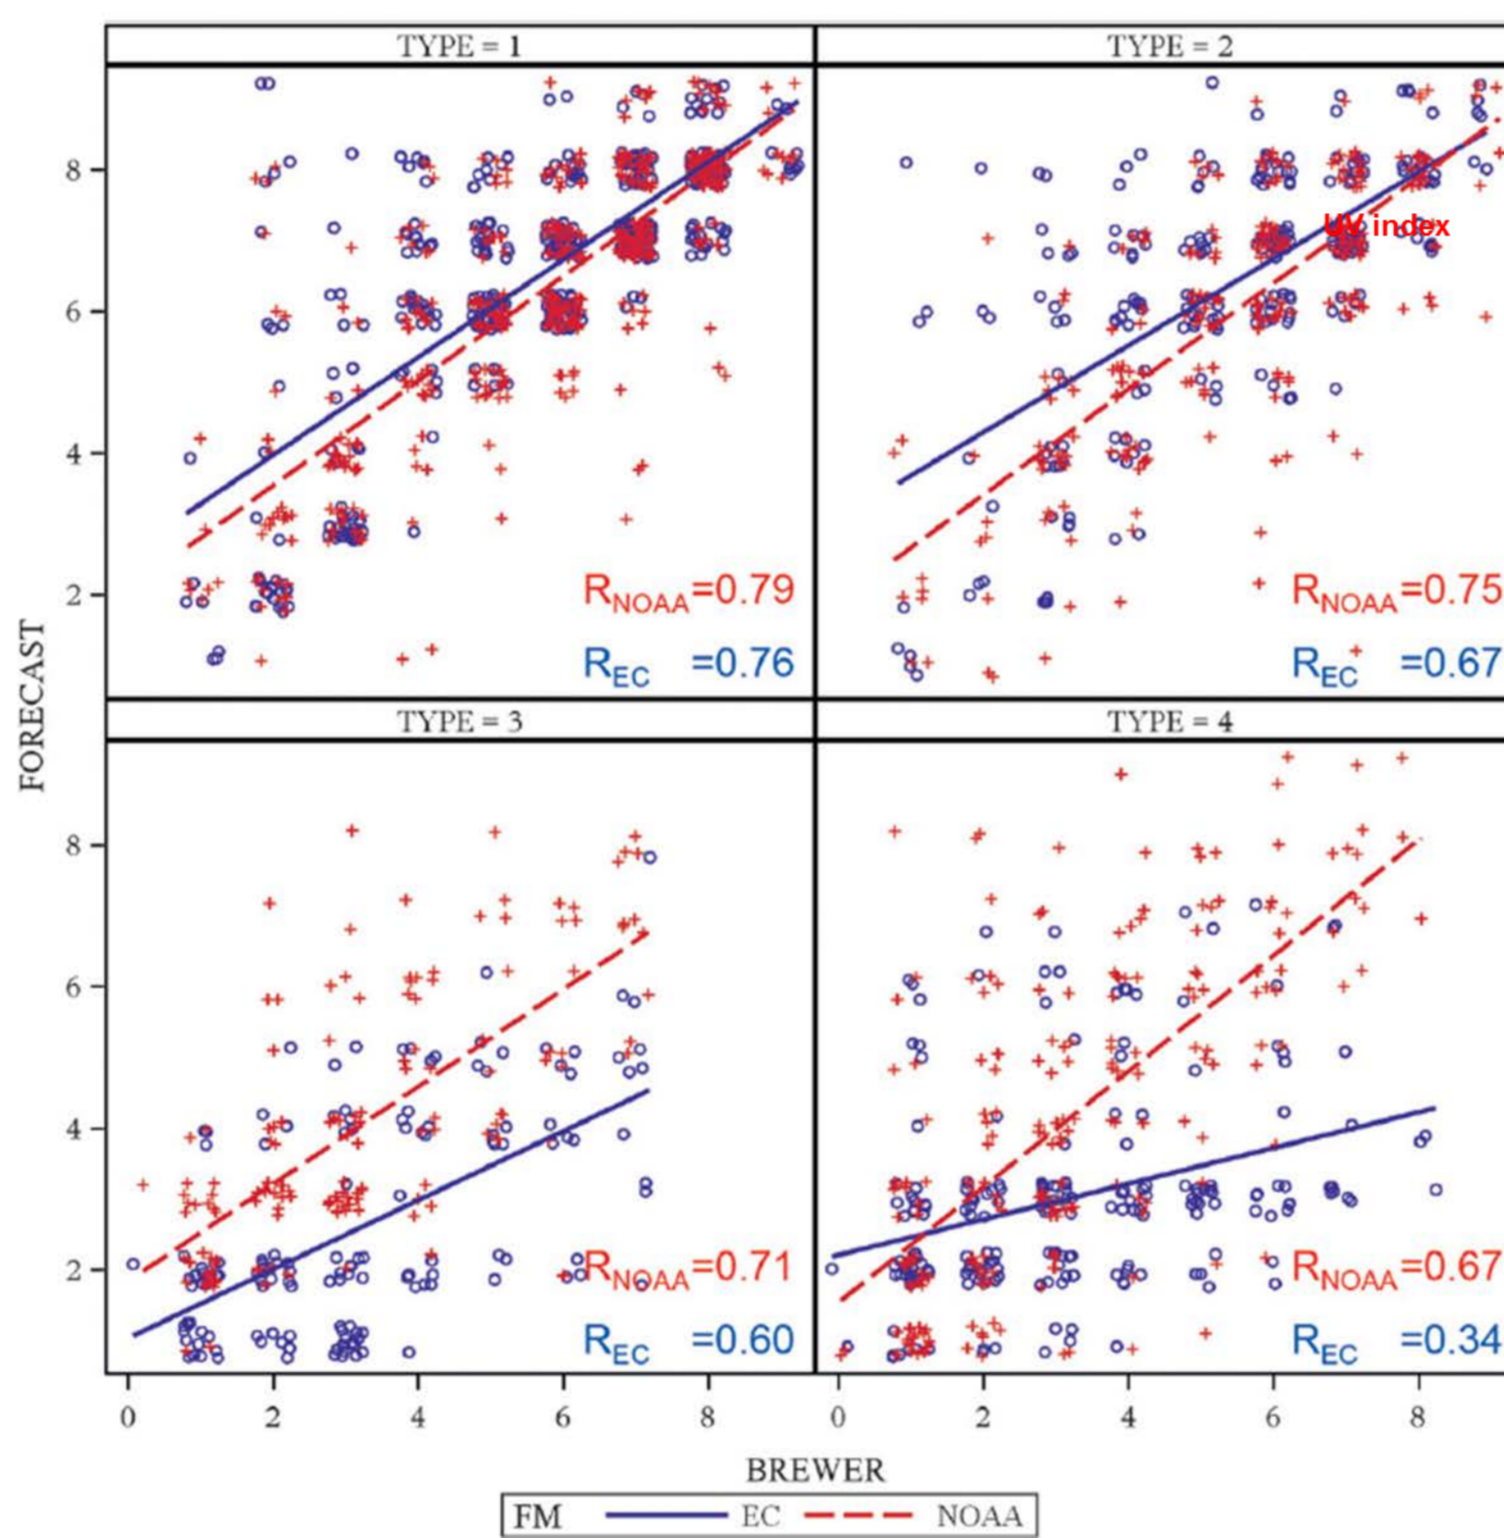 TYPE = 1
TYPE = 2
8
6
4
2
UV index
R_NOAA=0.79
R_EC =0.76
R_NOAA=0.75
R_EC =0.67
FORECAST
TYPE = 3
TYPE = 4
8
6
4
2
R_NOAA=0.71
R_EC =0.60
R_NOAA=0.67
R_EC =0.34
0 2 4 6 8
0 2 4 6 8
BREWER
FM EC NOAA